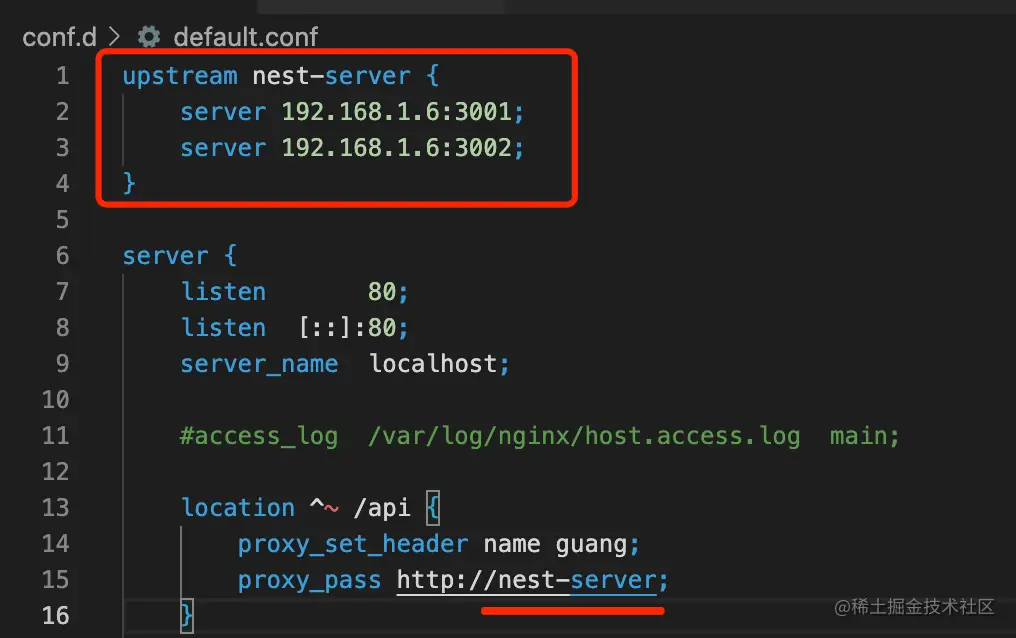 conf.d > default.conf
1 upstream nest-server {
2 server 192.168.1.6:3001;
3 server 192.168.1.6:3002;
4 }
5
6 server {
7 listen 80;
8 listen [::]:80;
9 server_name localhost;
10
11 #access_log /var/log/nginx/host.access.log main;
12
13 location ^~ /api {
14 proxy_set_header name guang;
15 proxy_pass http://nest-server;
16 }
@稀土掘金技术社区